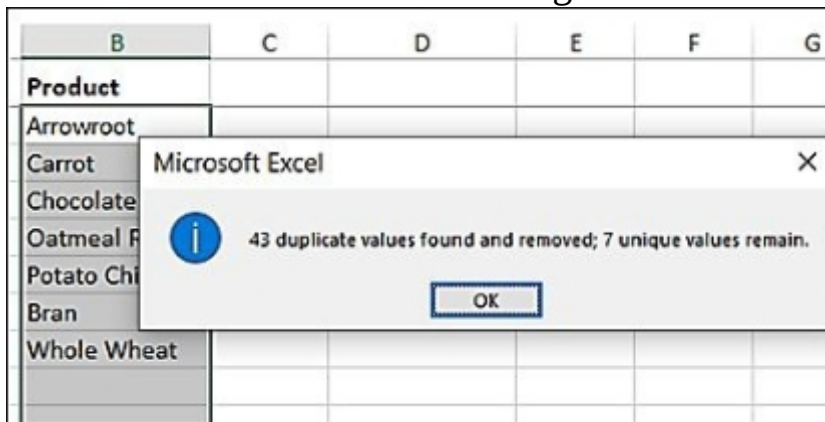 B C D E F G
Product
Arrowroot
Carrot
Chocolate
Oatmeal
Potato Chi
Bran
Whole Wheat
Microsoft Excel
43 duplicate values found and removed; 7 unique values remain.
OK